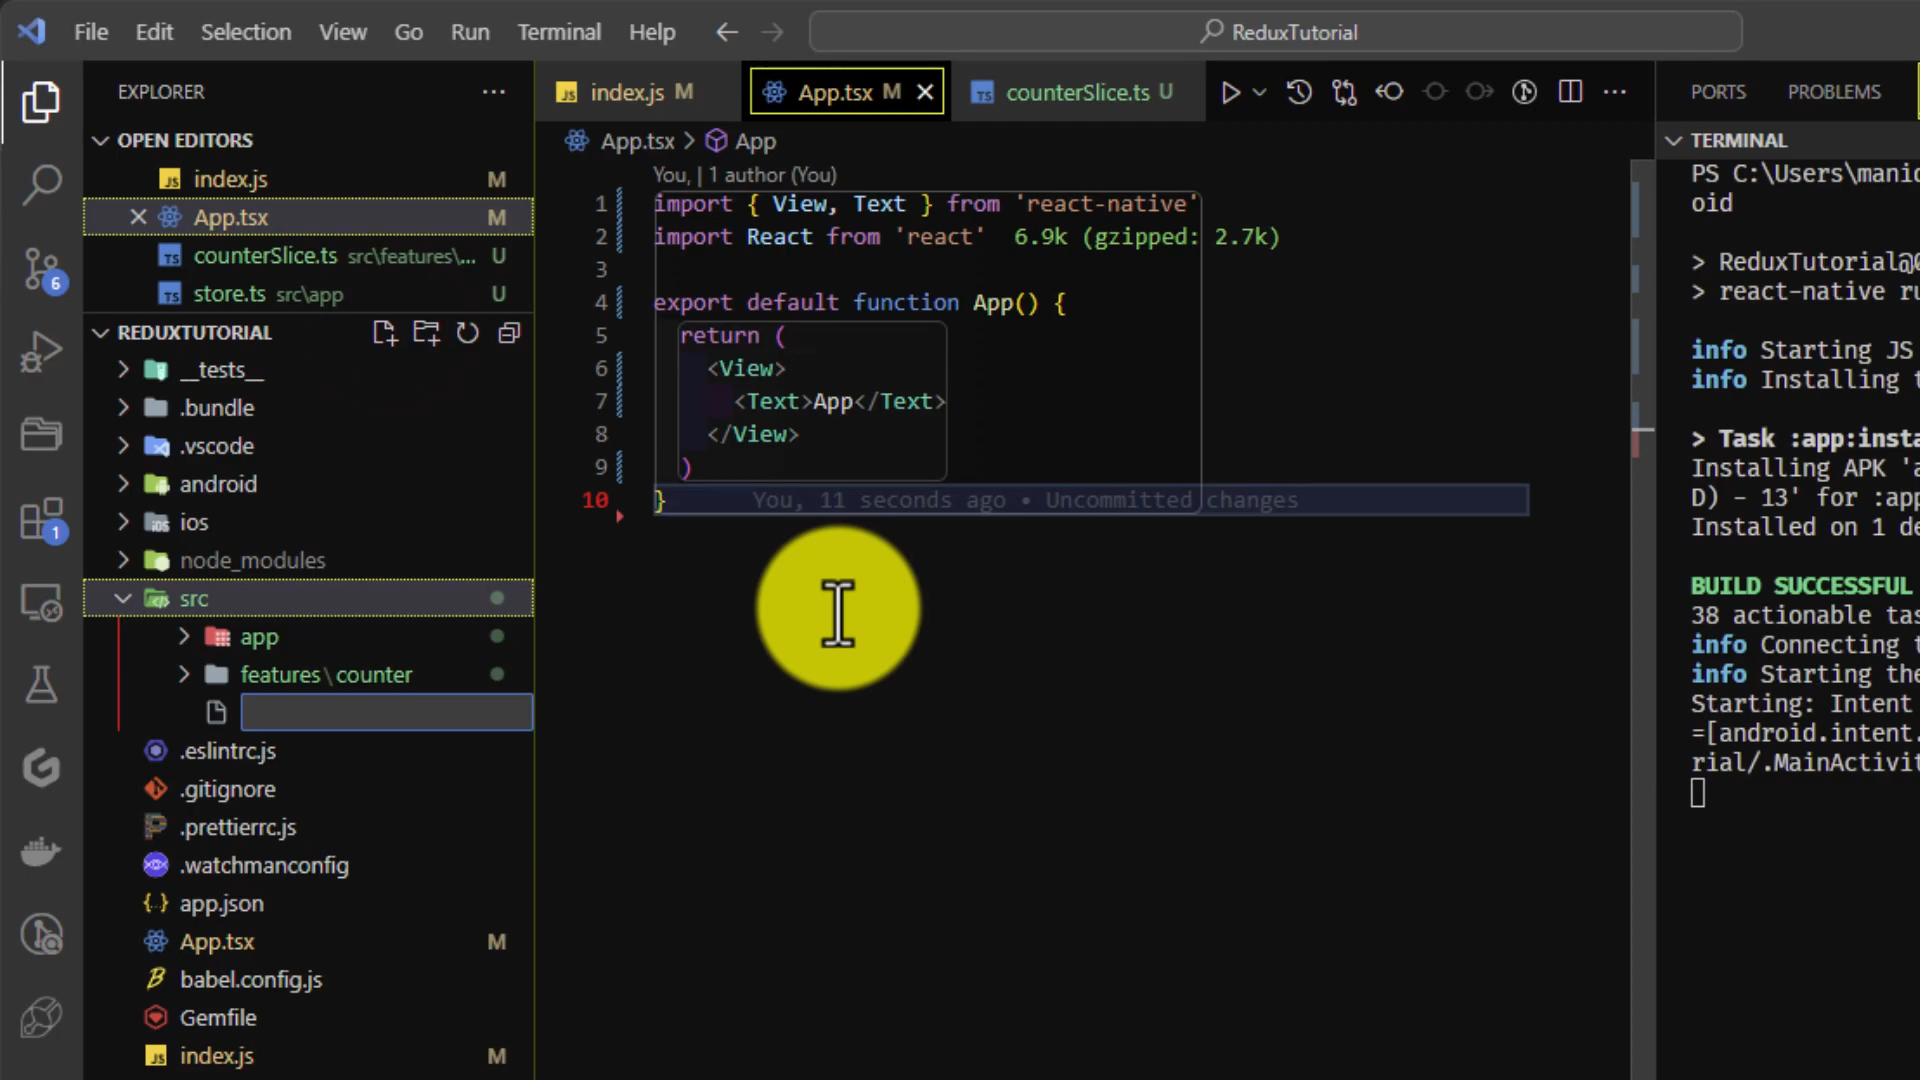 File Edit Selection View Go Run Terminal Help ReduxTutorial
EXPLORER
OPEN EDITORS
index.js M
App.tsx M
counterSlice.ts src\features\... U
store.ts src\app U
REDUXTUTORIAL
__tests__
.bundle
.vscode
android
ios
node_modules
src
app
features\counter
.eslintrc.js
.gitignore
.prettierrc.js
.watchmanconfig
app.json
App.tsx M
babel.config.js
Gemfile
index.js M
6
1
index.js M App.tsx M counterSlice.ts U
App.tsx > App
You, | 1 author (You)
1 import { View, Text } from 'react-native'
2 import React from 'react' 6.9k (gzipped: 2.7k)
3
4 export default function App() {
5 return (
6 <View>
7 <Text>App</Text>
8 </View>
9 )
10 } You, 11 seconds ago • Uncommitted changes
PORTS PROBLEMS
TERMINAL
PS C:\Users\manic
oid
> ReduxTutorial@0
> react-native ru
info Starting JS
info Installing t
> Task :app:insta
Installing APK 'a
D) - 13' for :app
Installed on 1 de
BUILD SUCCESSFUL
38 actionable tas
info Connecting t
info Starting the
Starting: Intent
=[android.intent.
rial/.MainActivit